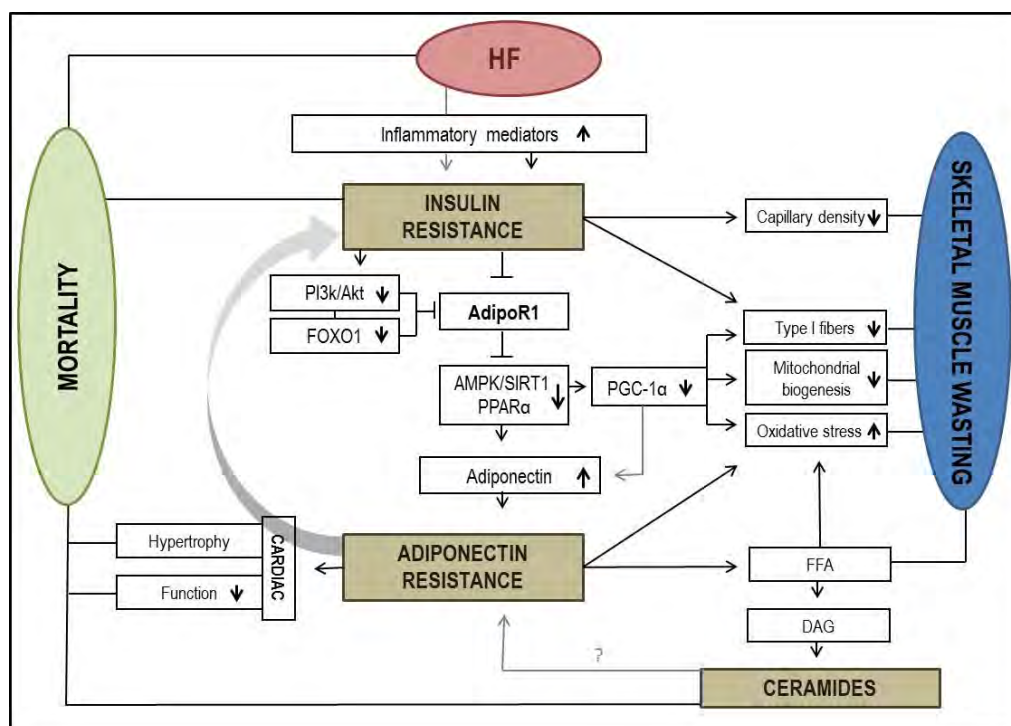 HF
Inflammatory mediators ↑
INSULIN
RESISTANCE
Capillary density ↓
PI3k/Akt ↓
FOXO1 ↓
AdipoR1
Type I fibers ↓
AMPK/SIRT1
PPARα ↓
PGC-1α ↓
Mitochondrial
biogenesis ↓
Oxidative stress ↑
Adiponectin ↑
MORTALITY
SKELETAL MUSCLE WASTING
Hypertrophy
Function ↓
CARDIAC
ADIPONECTIN
RESISTANCE
FFA
DAG
?
CERAMIDES